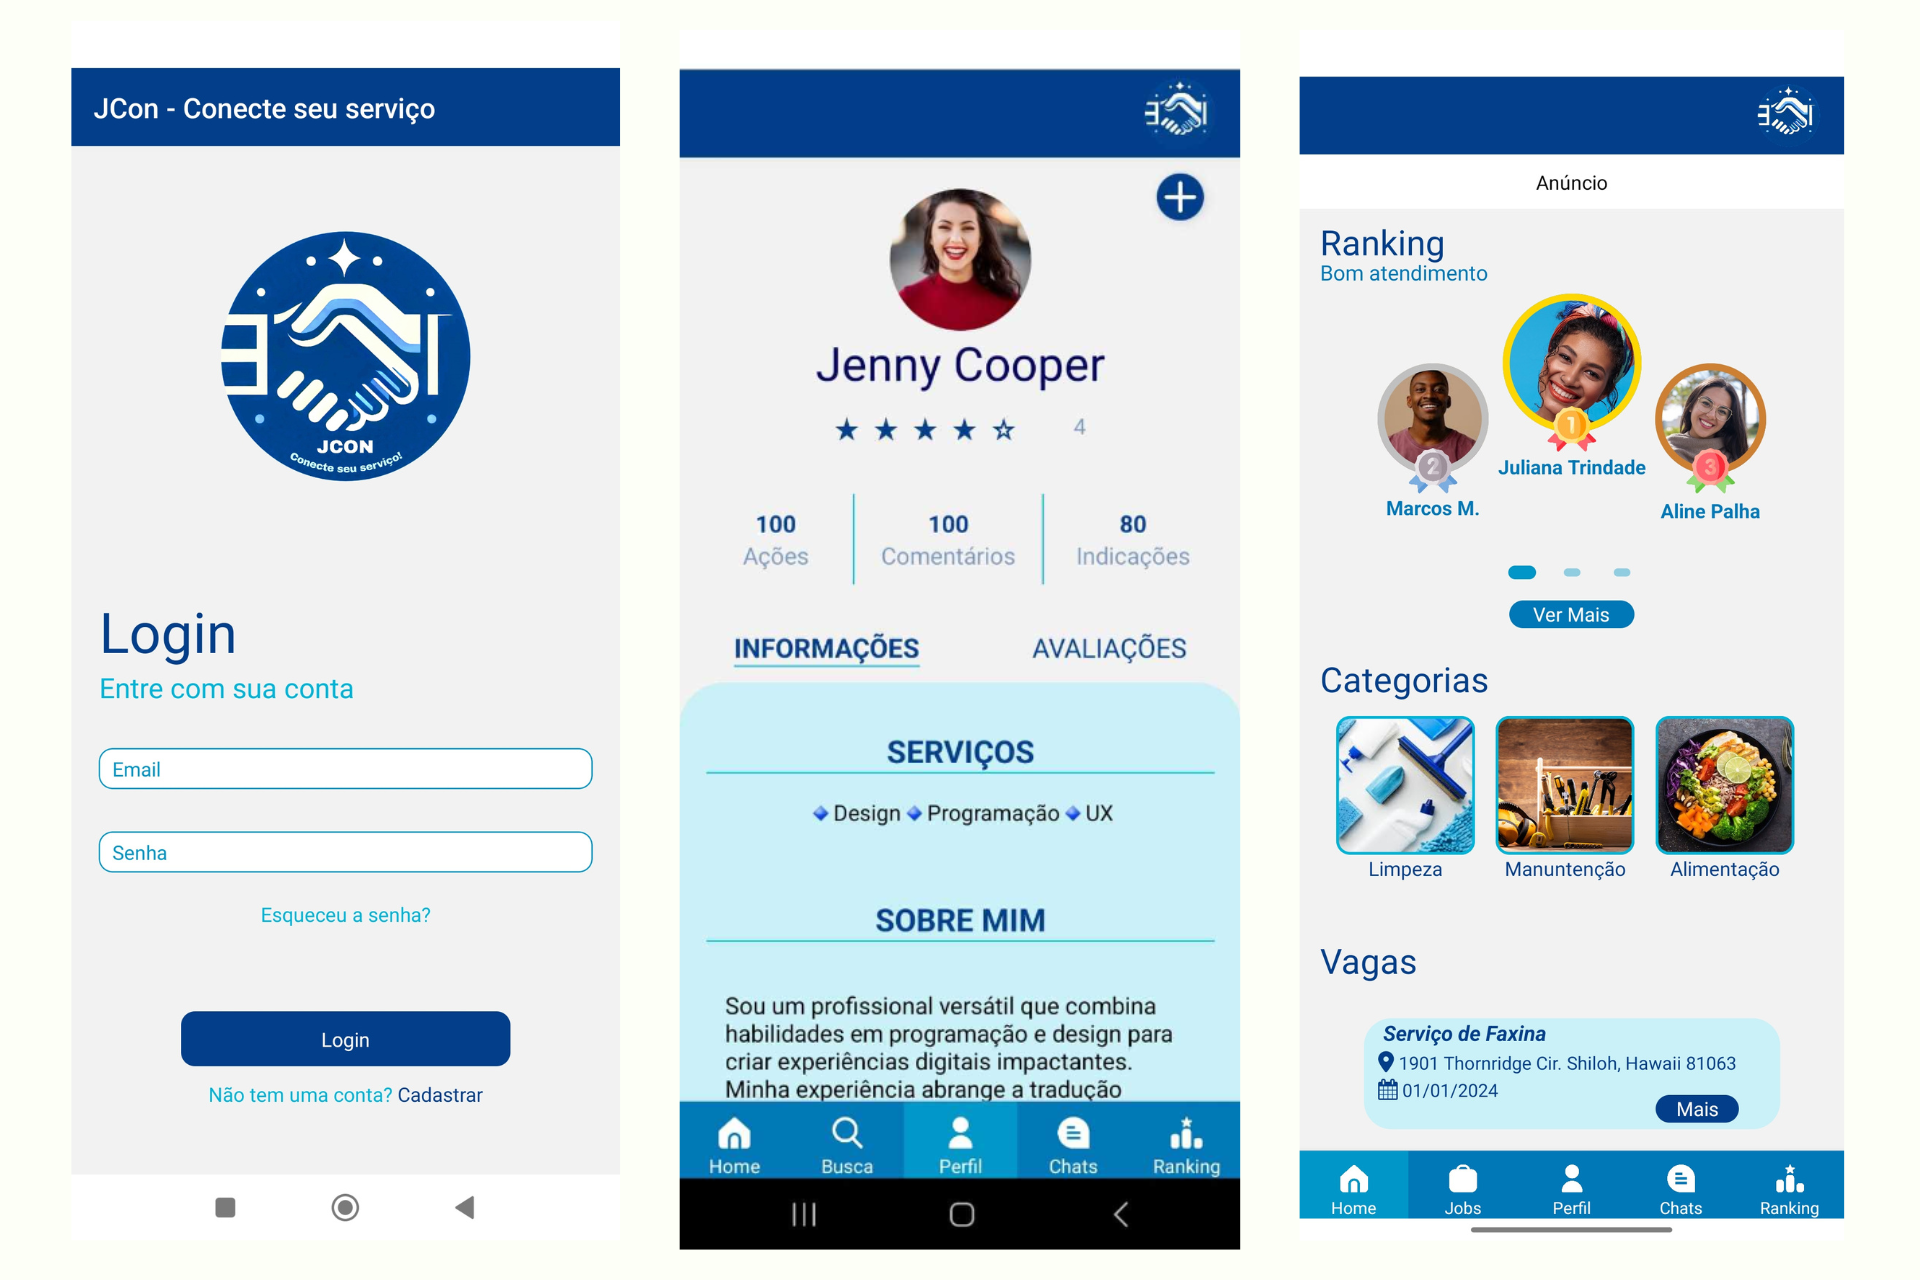 JCon - Conecte seu serviço
JCON
Conecte seu serviço!
Login
Entre com sua conta
Email
Senha
Esqueceu a senha?
Login
Não tem uma conta? Cadastrar
Jenny Cooper
4
100 100 80
Ações Comentários Indicações
INFORMAÇÕES AVALIAÇÕES
SERVIÇOS
Design Programação UX
SOBRE MIM
Sou um profissional versátil que combina
habilidades em programação e design para
criar experiências digitais impactantes.
Minha experiência abrange a tradução
Home Busca Perfil Chats Ranking
Anúncio
Ranking
Bom atendimento
1
2
3
Juliana Trindade
Marcos M. Aline Palha
Ver Mais
Categorias
Limpeza Manuntenção Alimentação
Vagas
Serviço de Faxina
1901 Thornridge Cir. Shiloh, Hawaii 81063
01/01/2024
Mais
Home Jobs Perfil Chats Ranking